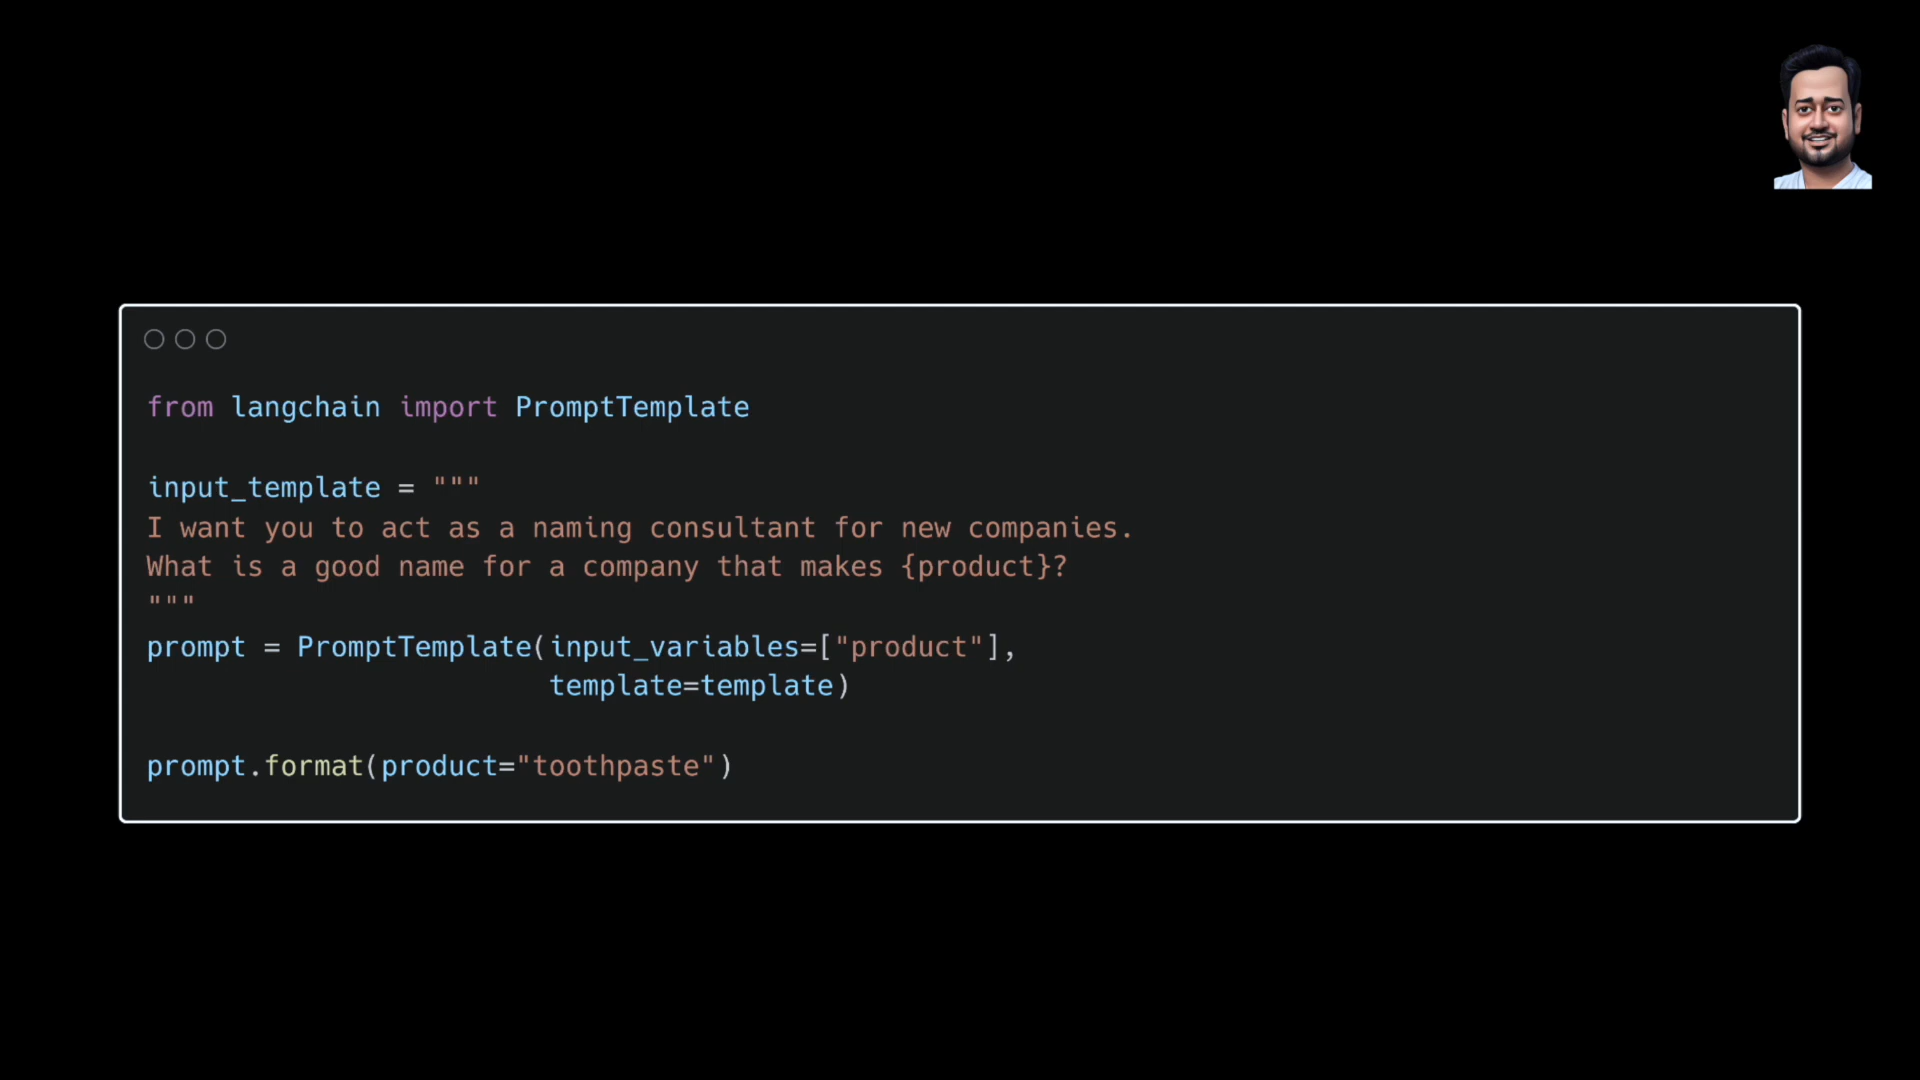 from langchain import PromptTemplate
input_template = """
I want you to act as a naming consultant for new companies.
What is a good name for a company that makes {product}?
"""
prompt = PromptTemplate(input_variables=["product"],
template=template)
prompt.format(product="toothpaste")